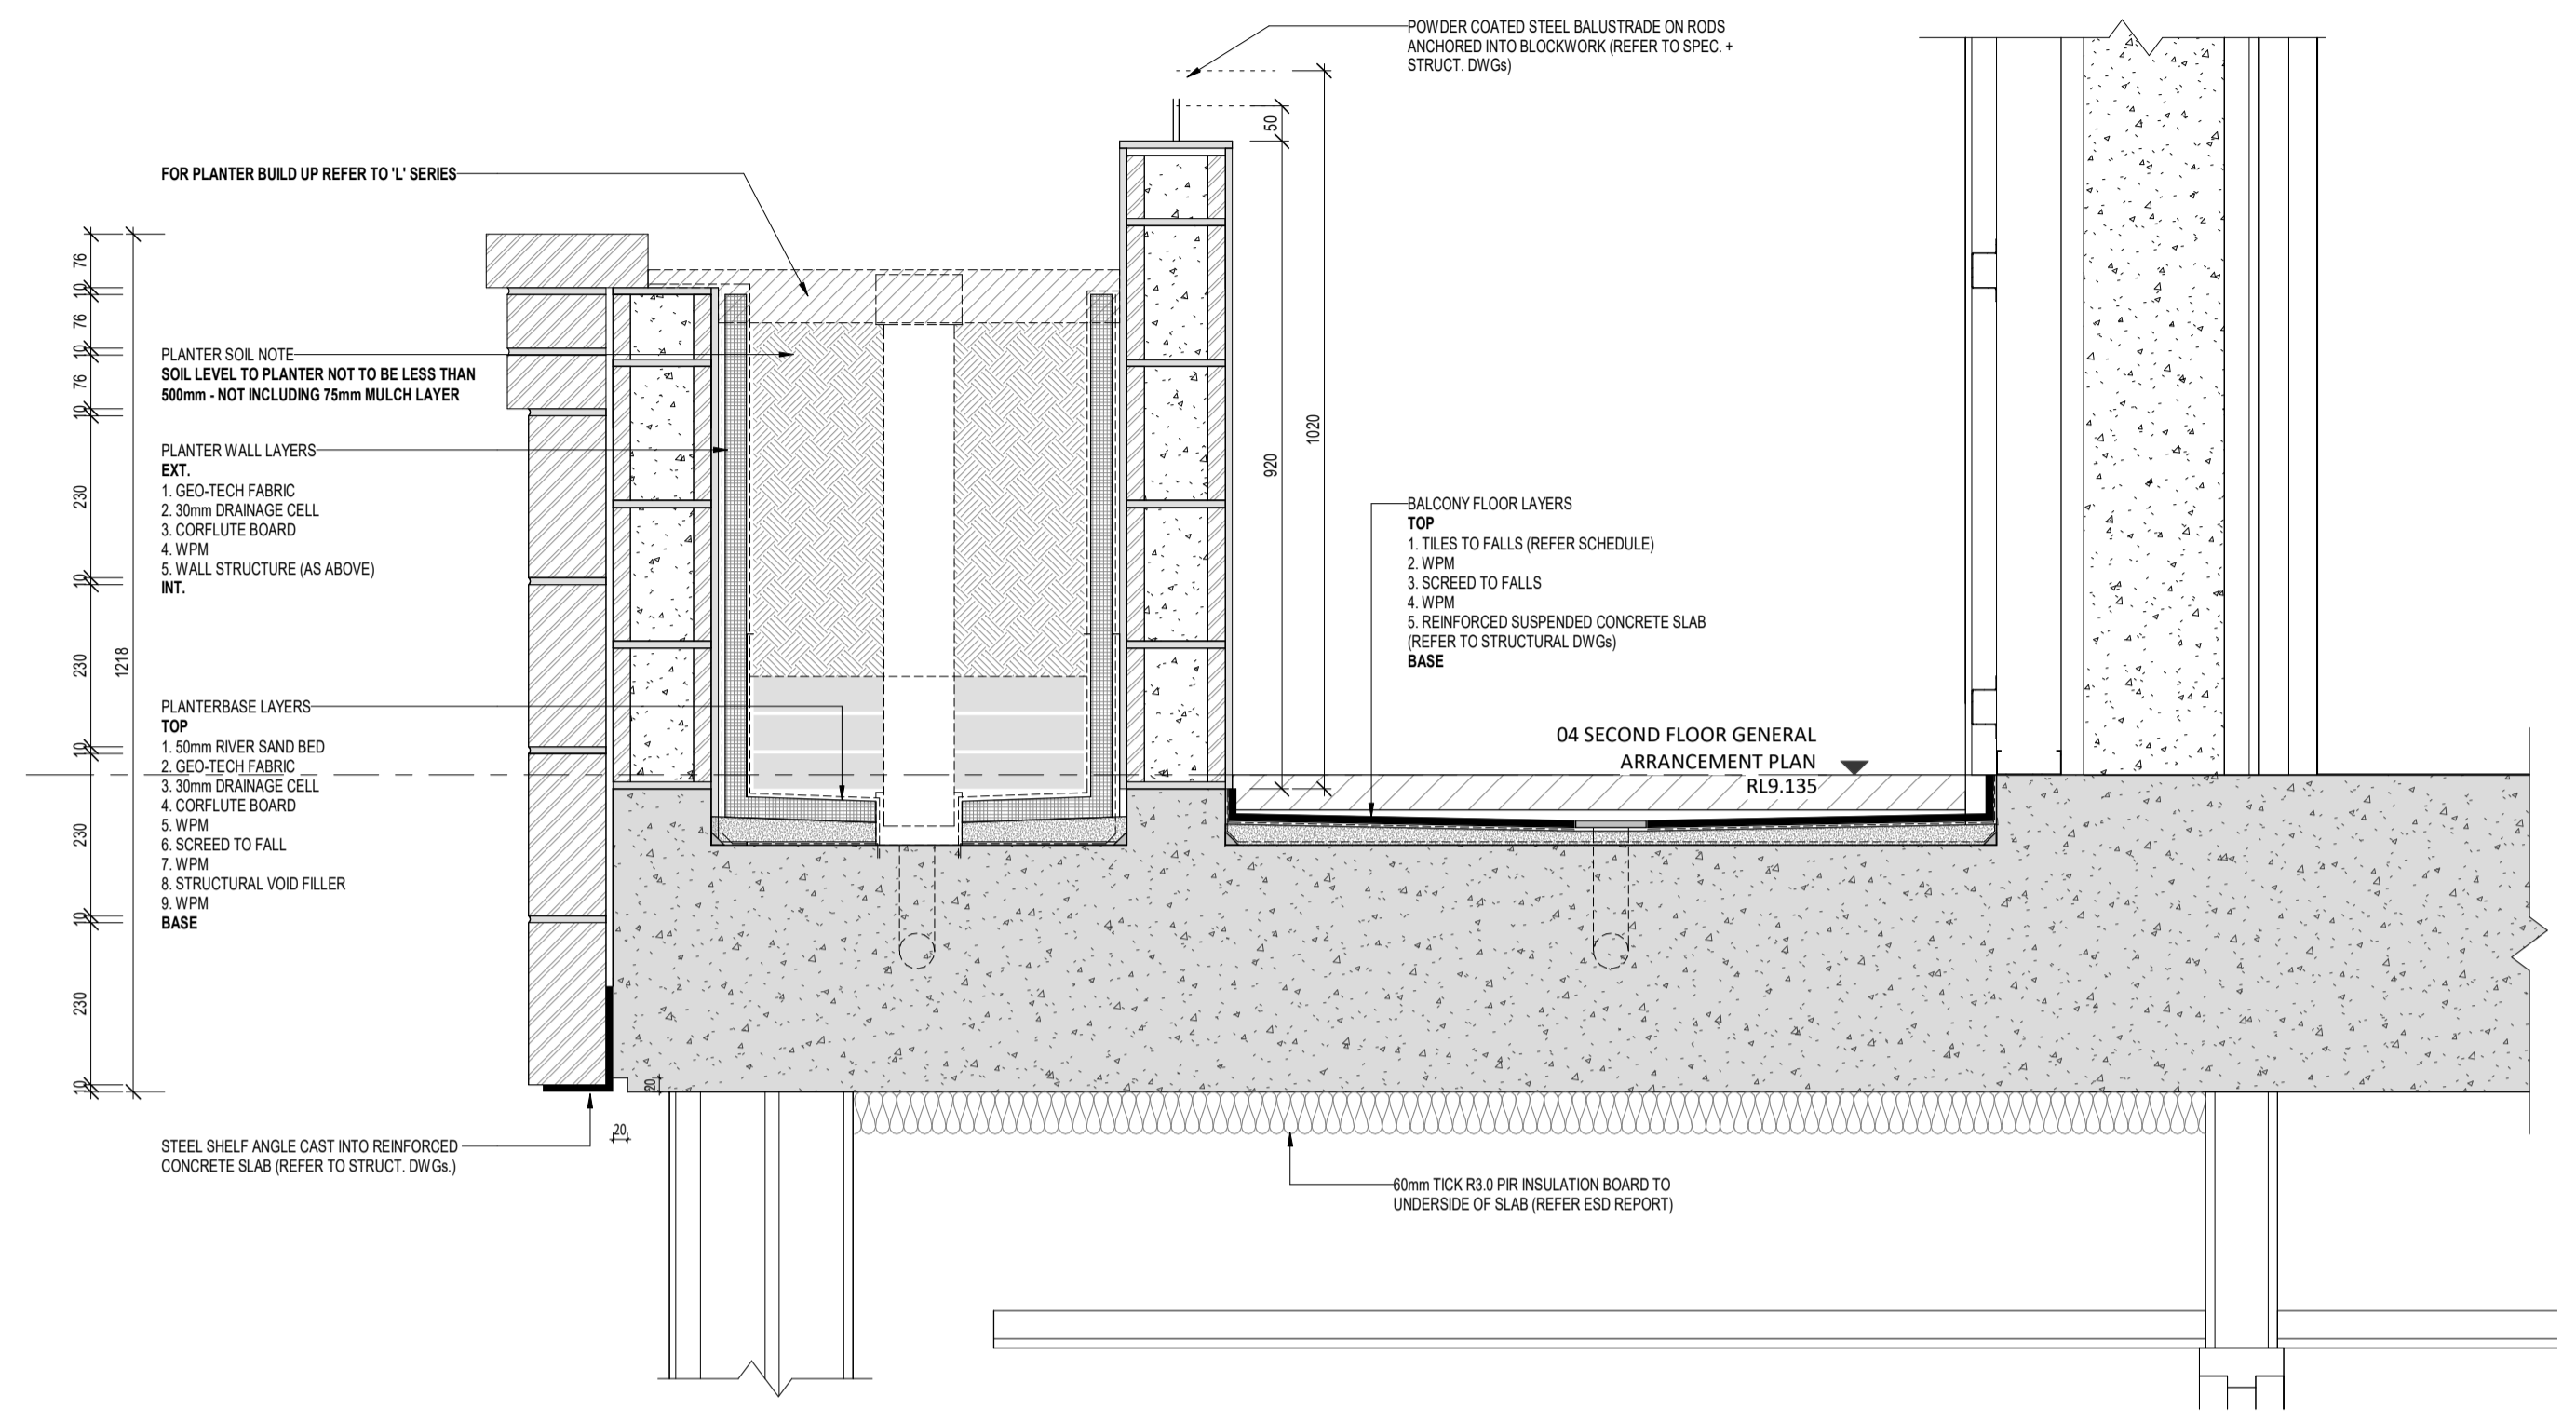 POWDER COATED STEEL BALUSTRADE ON RODS
ANCHORED INTO BLOCKWORK (REFER TO SPEC. +
STRUCT. DWGs)
50
920
1020
FOR PLANTER BUILD UP REFER TO 'L' SERIES
76
10
76
10
76
10
230
10
230
10
230
10
230
10
1218
PLANTER SOIL NOTE
SOIL LEVEL TO PLANTER NOT TO BE LESS THAN
500mm - NOT INCLUDING 75mm MULCH LAYER
PLANTER WALL LAYERS
EXT.
1. GEO-TECH FABRIC
2. 30mm DRAINAGE CELL
3. CORFLUTE BOARD
4. WPM
5. WALL STRUCTURE (AS ABOVE)
INT.
BALCONY FLOOR LAYERS
TOP
1. TILES TO FALLS (REFER SCHEDULE)
2. WPM
3. SCREED TO FALLS
4. WPM
5. REINFORCED SUSPENDED CONCRETE SLAB
(REFER TO STRUCTURAL DWGs)
BASE
PLANTERBASE LAYERS
TOP
1. 50mm RIVER SAND BED
2. GEO-TECH FABRIC
3. 30mm DRAINAGE CELL
4. CORFLUTE BOARD
5. WPM
6. SCREED TO FALL
7. WPM
8. STRUCTURAL VOID FILLER
9. WPM
BASE
04 SECOND FLOOR GENERAL
ARRANCEMENT PLAN
RL9.135
20
20
STEEL SHELF ANGLE CAST INTO REINFORCED
CONCRETE SLAB (REFER TO STRUCT. DWGs.)
60mm TICK R3.0 PIR INSULATION BOARD TO
UNDERSIDE OF SLAB (REFER ESD REPORT)